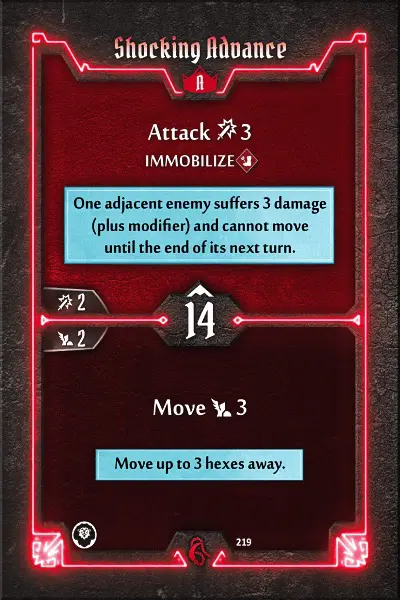 Shocking Advance
A
Attack 3
IMMOBILIZE
One adjacent enemy suffers 3 damage
(plus modifier) and cannot move
until the end of its next turn.
2
14
2
Move 3
Move up to 3 hexes away.
219